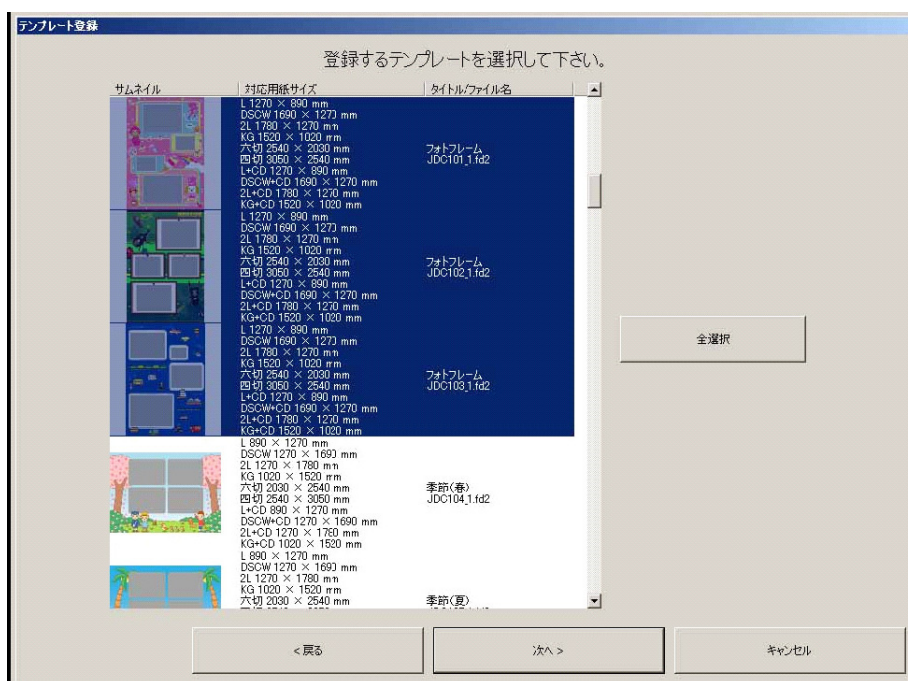 テンプレート登録
登録するテンプレートを選択して下さい。
サムネイル 対応用紙サイズ タイトル/ファイル名
L 1270 × 890 mm
DSCW 1690 × 1270 mm
2L 1780 × 1270 mm
KG 1520 × 1020 mm
六切 2540 × 2030 mm
四切 3050 × 2540 mm
L+CD 1270 × 890 mm
DSCW+CD 1690 × 1270 mm
2L+CD 1780 × 1270 mm
KG+CD 1520 × 1020 mm
フォトフレーム
JDC101_1.fd2
L 1270 × 890 mm
DSCW 1690 × 1270 mm
2L 1780 × 1270 mm
KG 1520 × 1020 mm
六切 2540 × 2030 mm
四切 3050 × 2540 mm
L+CD 1270 × 890 mm
DSCW+CD 1690 × 1270 mm
2L+CD 1780 × 1270 mm
KG+CD 1520 × 1020 mm
フォトフレーム
JDC102_1.fd2
L 1270 × 890 mm
DSCW 1690 × 1270 mm
2L 1780 × 1270 mm
KG 1520 × 1020 mm
六切 2540 × 2030 mm
四切 3050 × 2540 mm
L+CD 1270 × 890 mm
DSCW+CD 1690 × 1270 mm
2L+CD 1780 × 1270 mm
KG+CD 1520 × 1020 mm
フォトフレーム
JDC103_1.fd2
L 890 × 1270 mm
DSCW 1270 × 1690 mm
2L 1270 × 1780 mm
KG 1020 × 1520 mm
六切 2030 × 2540 mm
四切 2540 × 3050 mm
L+CD 890 × 1270 mm
DSCW+CD 1270 × 1690 mm
2L+CD 1270 × 1780 mm
KG+CD 1020 × 1520 mm
季節(春)
JDC104_1.fd2
L 890 × 1270 mm
DSCW 1270 × 1690 mm
2L 1270 × 1780 mm
KG 1020 × 1520 mm
六切 2030 × 2540 mm
季節(夏)
全選択
< 戻る
次へ >
キャンセル